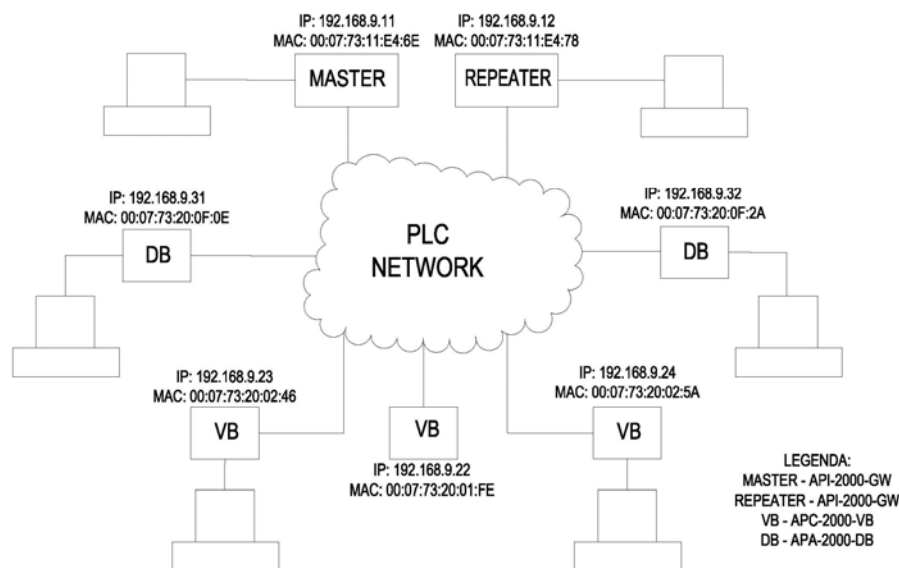 IP: 192.168.9.11
MAC: 00:07:73:11:E4:6E
MASTER
IP: 192.168.9.12
MAC: 00:07:73:11:E4:78
REPEATER
IP: 192.168.9.31
MAC: 00:07:73:20:0F:0E
DB
PLC
NETWORK
IP: 192.168.9.32
MAC: 00:07:73:20:0F:2A
DB
IP: 192.168.9.23
MAC: 00:07:73:20:02:46
VB
VB
IP: 192.168.9.22
MAC: 00:07:73:20:01:FE
IP: 192.168.9.24
MAC: 00:07:73:20:02:5A
VB
LEGENDA:
MASTER - API-2000-GW
REPEATER - API-2000-GW
VB - APC-2000-VB
DB - APA-2000-DB